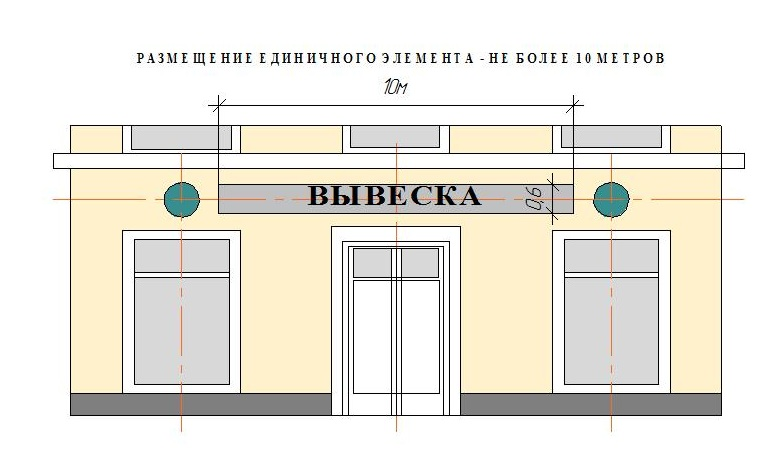 РАЗМЕЩЕНИЕ ЕДИНИЧНОГО ЭЛЕМЕНТА - НЕ БОЛЕЕ 10 МЕТРОВ
10м
ВЫВЕСКА
0,6